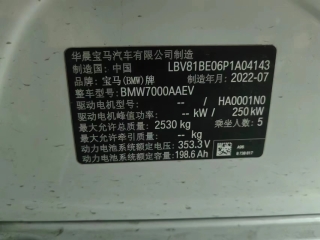 华晨宝马汽车有限公司制造
制造国：中国 LBV81BE06P1A04143
品牌：宝马(BMW)牌 制造年月：2022-07
整车型号：BMW7000AAEV
驱动电机型号： -- / HA0001N0
驱动电机峰值功率： -- kW / 250 kW
最大允许总质量： 2530 kg 乘坐人数：5
最大允许牵引质量： -- kg
动力电池系统额定电压：353.3V
动力电池系统额定容量：198.6Ah